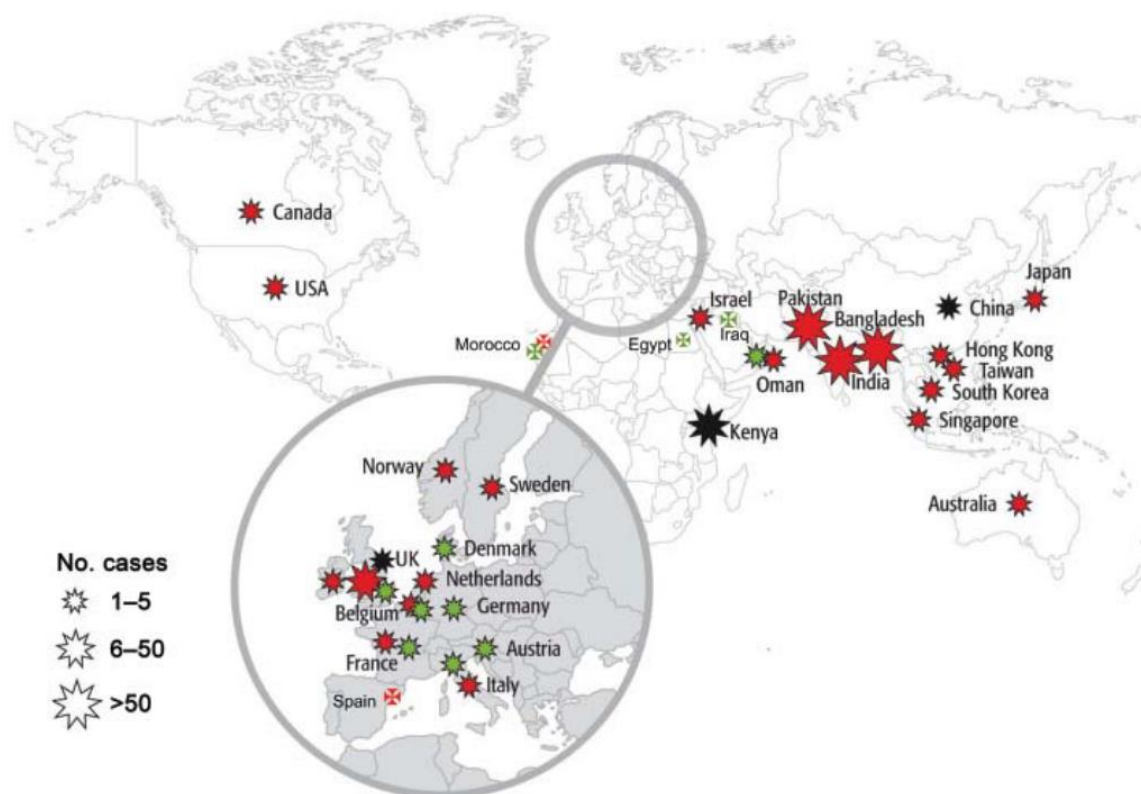 Canada
USA
Morocco
Egypt
Israel
Iraq
Oman
Pakistan
Bangladesh
India
Kenya
China
Japan
Hong Kong
Taiwan
South Korea
Singapore
Australia
Norway
Sweden
Denmark
UK
Netherlands
Belgium
Germany
France
Austria
Italy
Spain
No. cases
1–5
6–50
>50